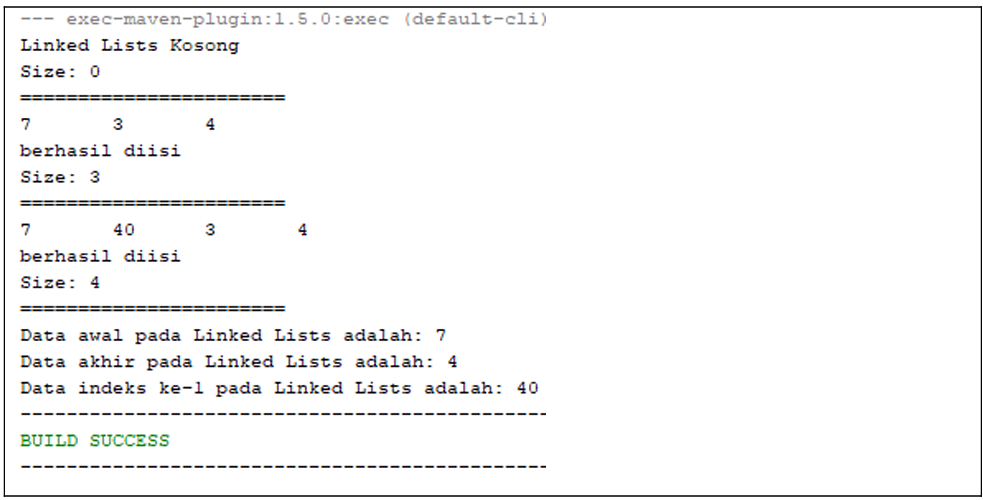 --- exec-maven-plugin:1.5.0:exec (default-cli)
Linked Lists Kosong
Size: 0
=======================
7       3       4
berhasil diisi
Size: 3
=======================
7       40      3       4
berhasil diisi
Size: 4
=======================
Data awal pada Linked Lists adalah: 7
Data akhir pada Linked Lists adalah: 4
Data indeks ke-1 pada Linked Lists adalah: 40
----------------------------------------------
BUILD SUCCESS
----------------------------------------------